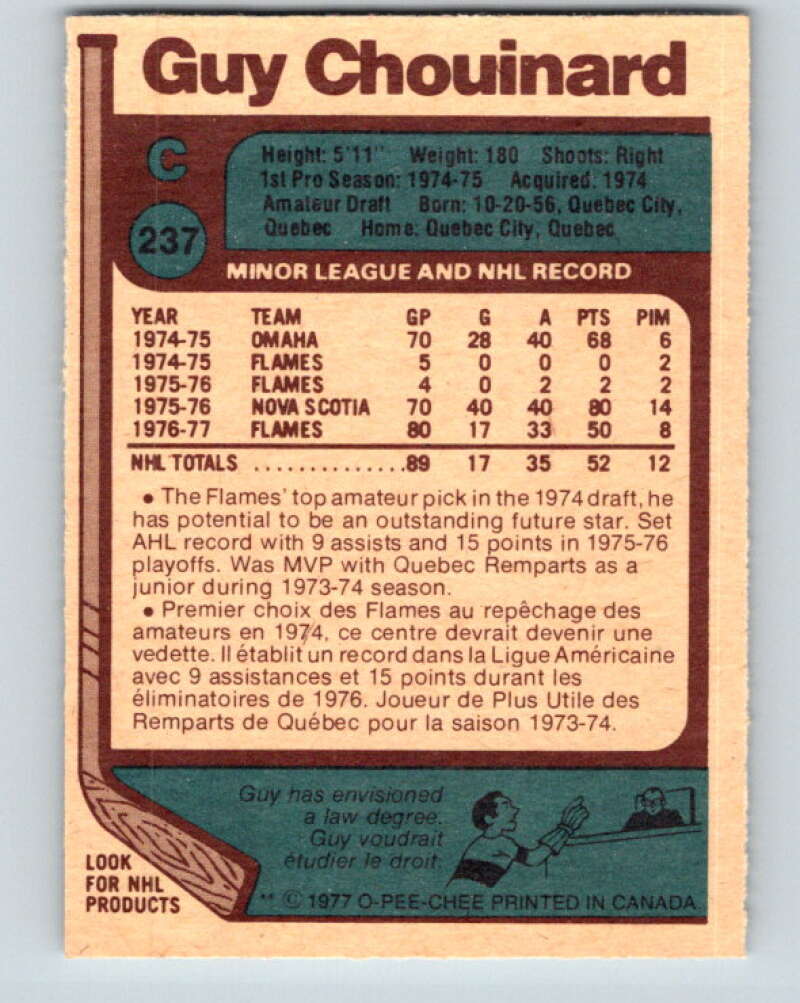 Guy Chouinard
C
237
Height: 5'11" Weight: 180 Shoots: Right
1st Pro Season: 1974-75 Acquired: 1974
Amateur Draft Born: 10-20-56, Quebec City,
Quebec Home: Quebec City, Quebec
MINOR LEAGUE AND NHL RECORD
YEAR TEAM GP G A PTS PIM
1974-75 OMAHA 70 28 40 68 6
1974-75 FLAMES 5 0 0 0 2
1975-76 FLAMES 4 0 2 2 2
1975-76 NOVA SCOTIA 70 40 40 80 14
1976-77 FLAMES 80 17 33 50 8
NHL TOTALS ..............89 17 35 52 12
• The Flames' top amateur pick in the 1974 draft, he
has potential to be an outstanding future star. Set
AHL record with 9 assists and 15 points in 1975-76
playoffs. Was MVP with Quebec Remparts as a
junior during 1973-74 season.
• Premier choix des Flames au repêchage des
amateurs en 1974, ce centre devrait devenir une
vedette. Il établit un record dans la Ligue Américaine
avec 9 assistances et 15 points durant les
éliminatoires de 1976. Joueur de Plus Utile des
Remparts de Québec pour la saison 1973-74.
Guy has envisioned
a law degree.
Guy voudrait
étudier le droit.
LOOK
FOR NHL
PRODUCTS
** © 1977 O-PEE-CHEE PRINTED IN CANADA